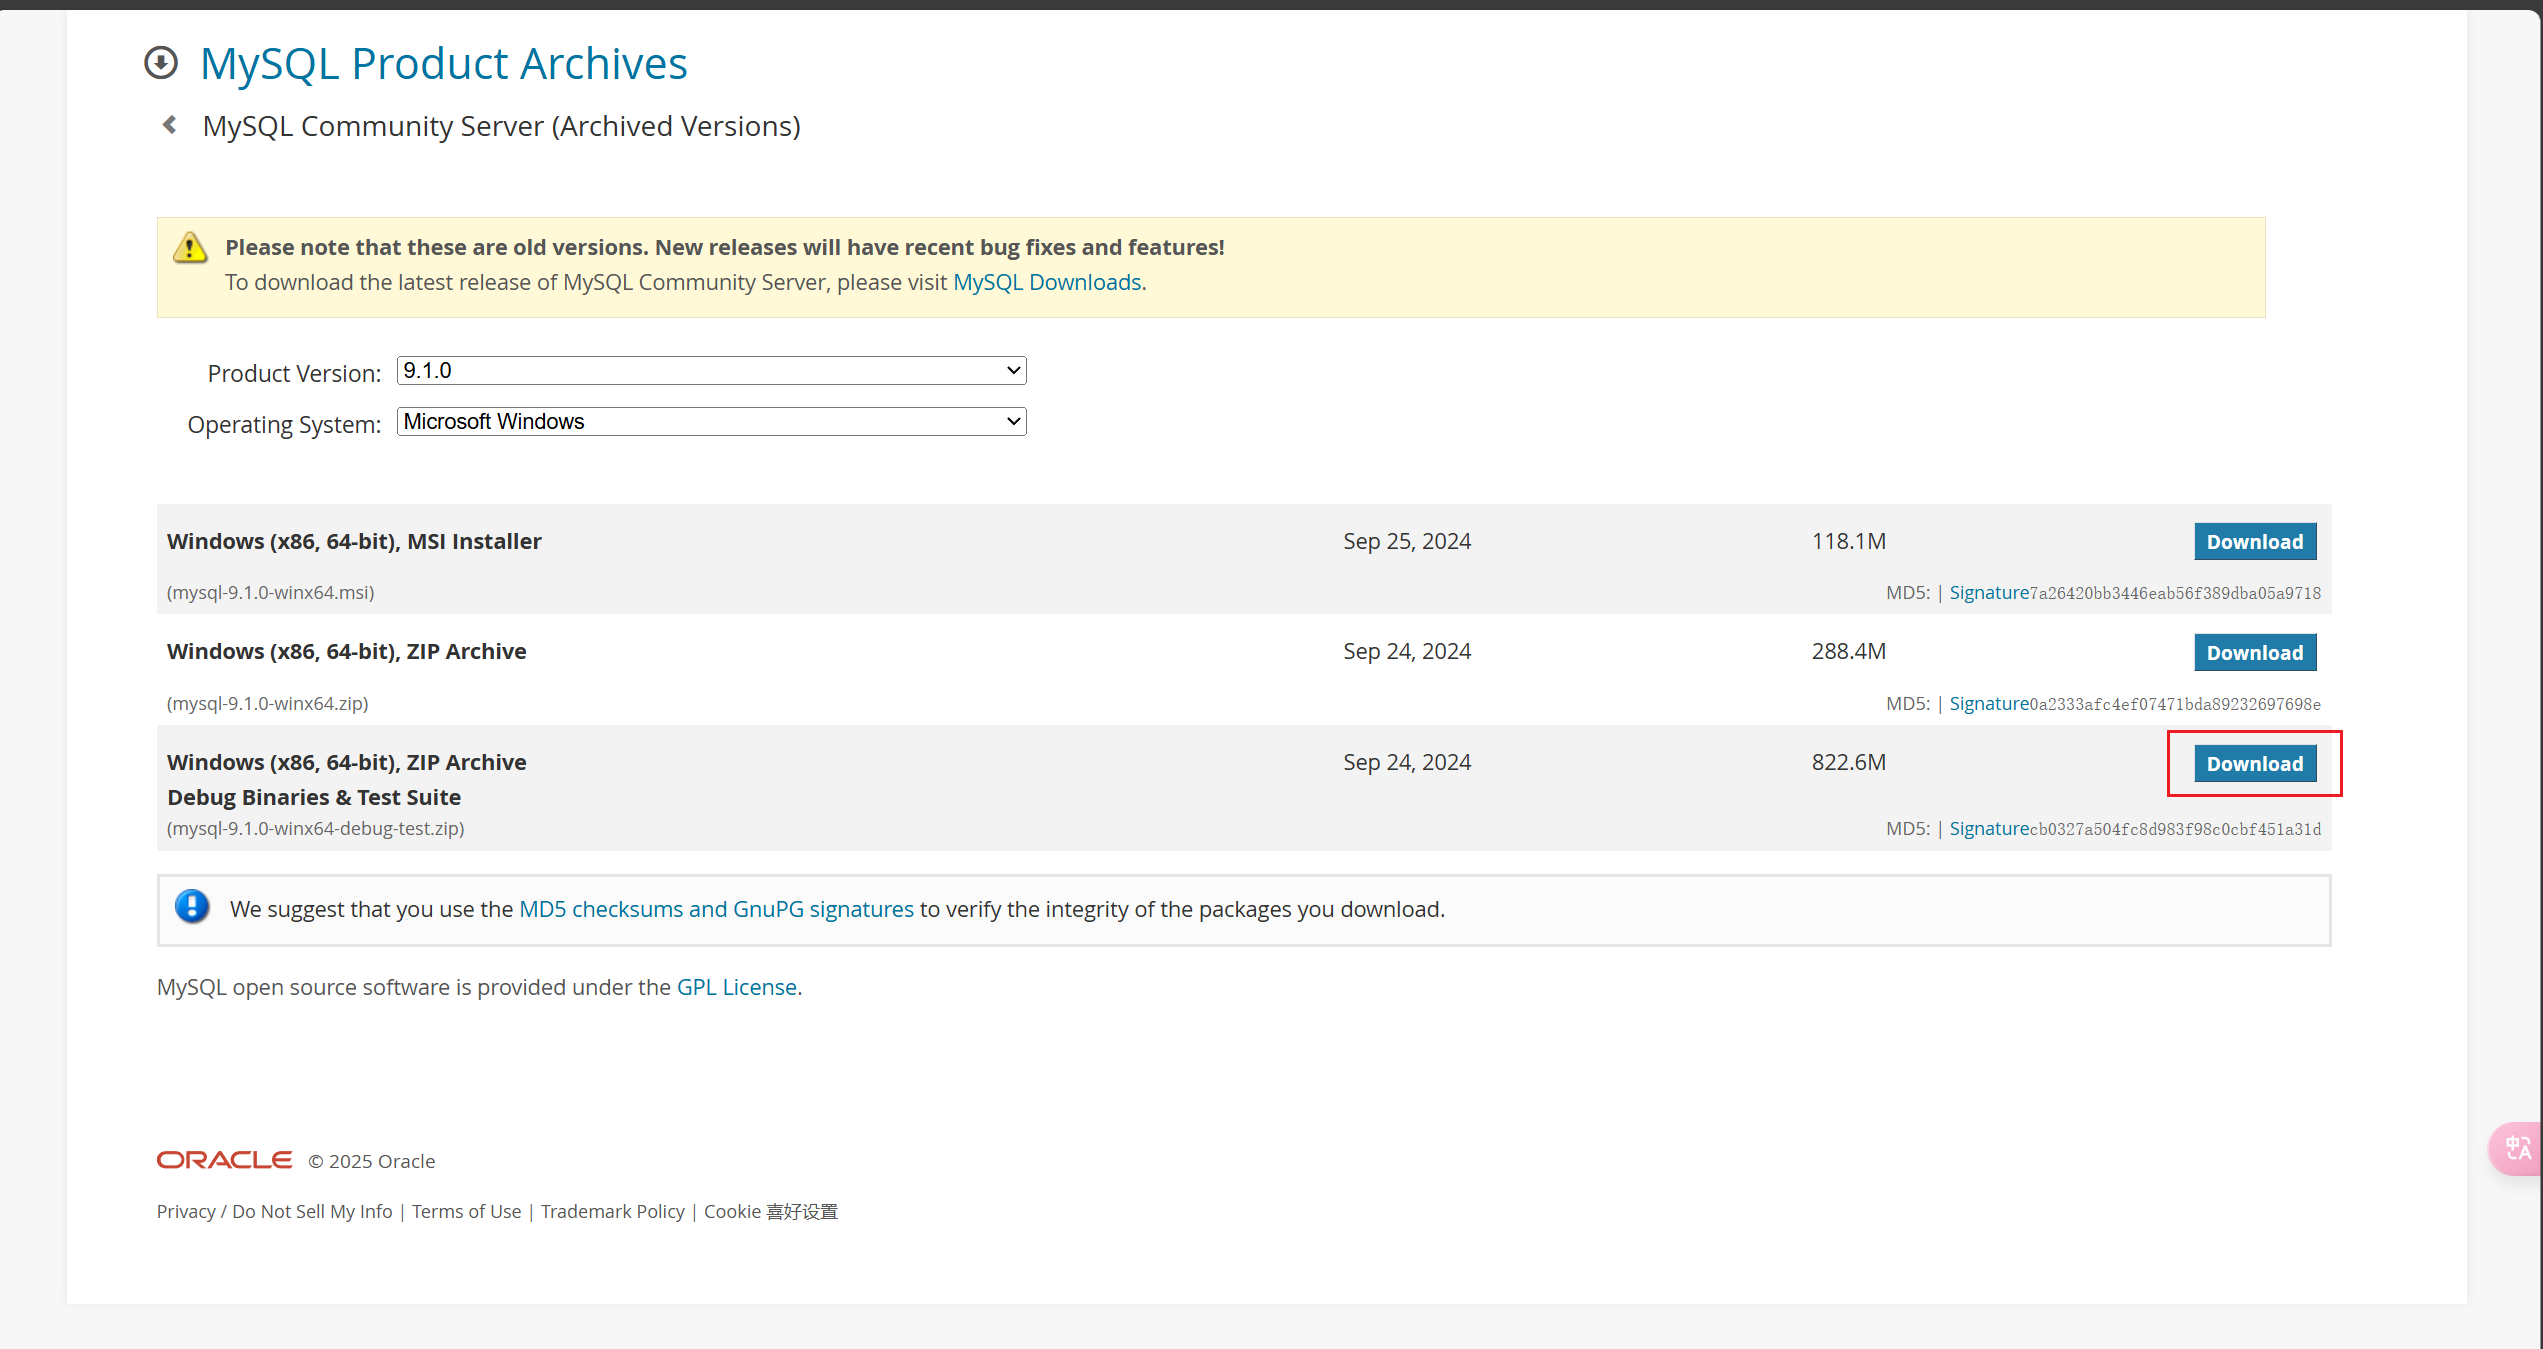 MySQL Product Archives
MySQL Community Server (Archived Versions)
Please note that these are old versions. New releases will have recent bug fixes and features!
To download the latest release of MySQL Community Server, please visit MySQL Downloads.
Product Version: 9.1.0
Operating System: Microsoft Windows
Windows (x86, 64-bit), MSI Installer Sep 25, 2024 118.1M Download
(mysql-9.1.0-winx64.msi) MD5: | Signature7a26420bb3446eab56f389dba05a9718
Windows (x86, 64-bit), ZIP Archive Sep 24, 2024 288.4M Download
(mysql-9.1.0-winx64.zip) MD5: | Signature0a2333afc4ef07471bda89232697698e
Windows (x86, 64-bit), ZIP Archive Sep 24, 2024 822.6M Download
Debug Binaries & Test Suite
(mysql-9.1.0-winx64-debug-test.zip) MD5: | Signaturecb0327a504fc8d983f98c0cbf451a31d
We suggest that you use the MD5 checksums and GnuPG signatures to verify the integrity of the packages you download.
MySQL open source software is provided under the GPL License.
ORACLE © 2025 Oracle
Privacy / Do Not Sell My Info | Terms of Use | Trademark Policy | Cookie 喜好设置
中A